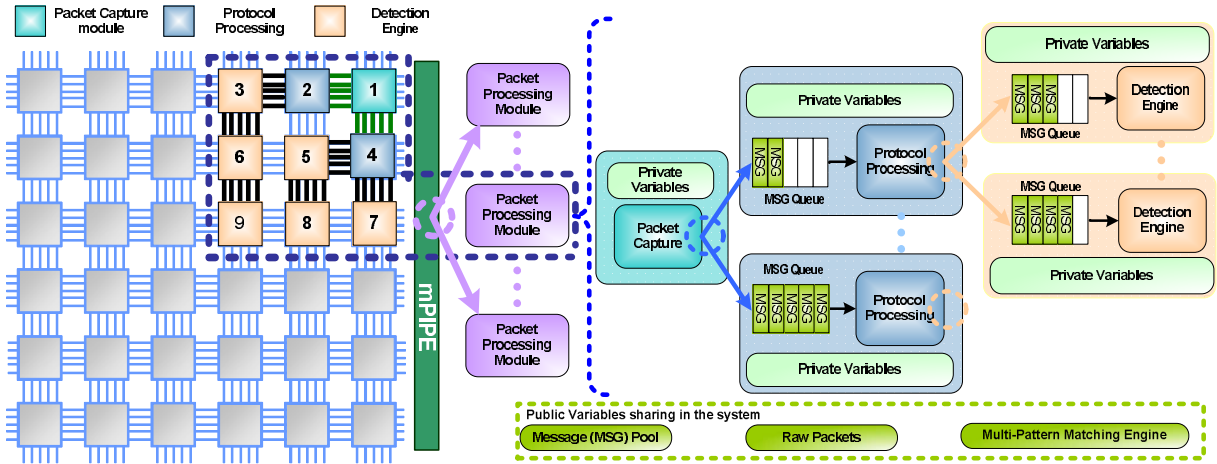 Packet Capture
module
Protocol
Processing
Detection
Engine
3
2
1
6
5
4
9
8
7
mPIPE
Packet
Processing
Module
Packet
Processing
Module
Packet
Processing
Module
Private
Variables
Packet
Capture
Private Variables
MSG
MSG
MSG Queue
Protocol
Processing
MSG Queue
MSG
MSG
MSG
MSG
MSG
Protocol
Processing
Private Variables
Private Variables
MSG
MSG
MSG
MSG Queue
Detection
Engine
MSG Queue
MSG
MSG
MSG
MSG
Detection
Engine
Private Variables
Public Variables sharing in the system
Message (MSG) Pool
Raw Packets
Multi-Pattern Matching Engine